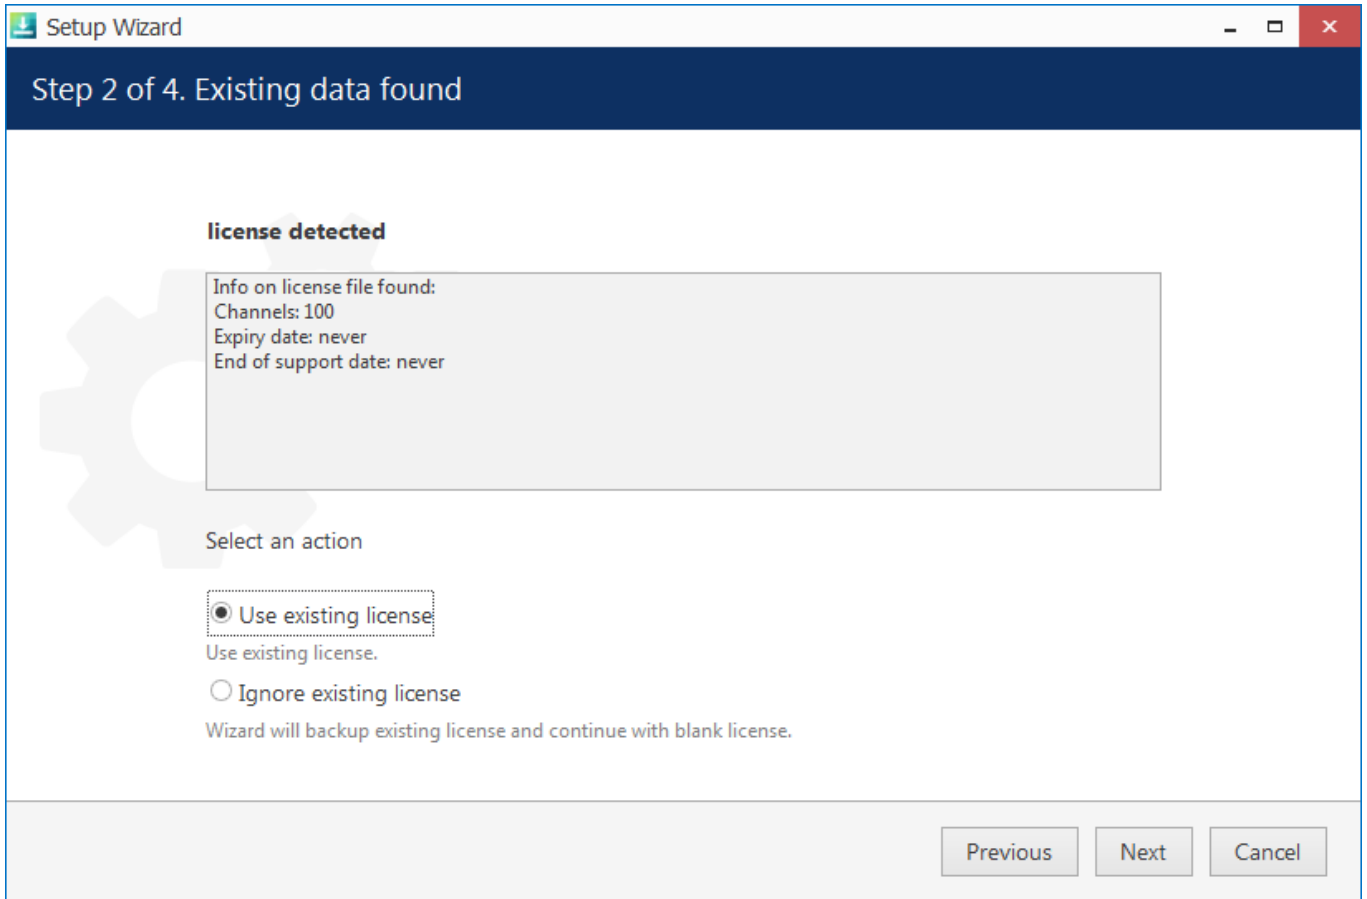 Setup Wizard
Step 2 of 4. Existing data found
license detected
Info on license file found:
Channels: 100
Expiry date: never
End of support date: never
Select an action
Use existing license
Use existing license.
Ignore existing license
Wizard will backup existing license and continue with blank license.
Previous Next Cancel